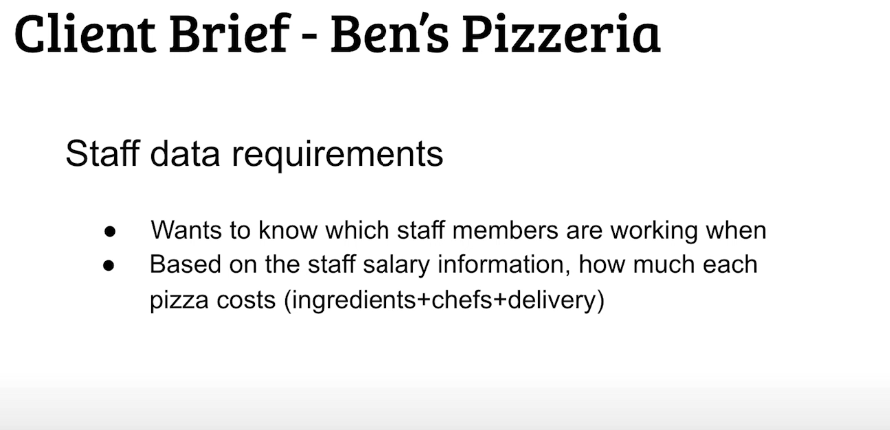 Client Brief - Ben's Pizzeria
Staff data requirements
● Wants to know which staff members are working when
● Based on the staff salary information, how much each
pizza costs (ingredients+chefs+delivery)